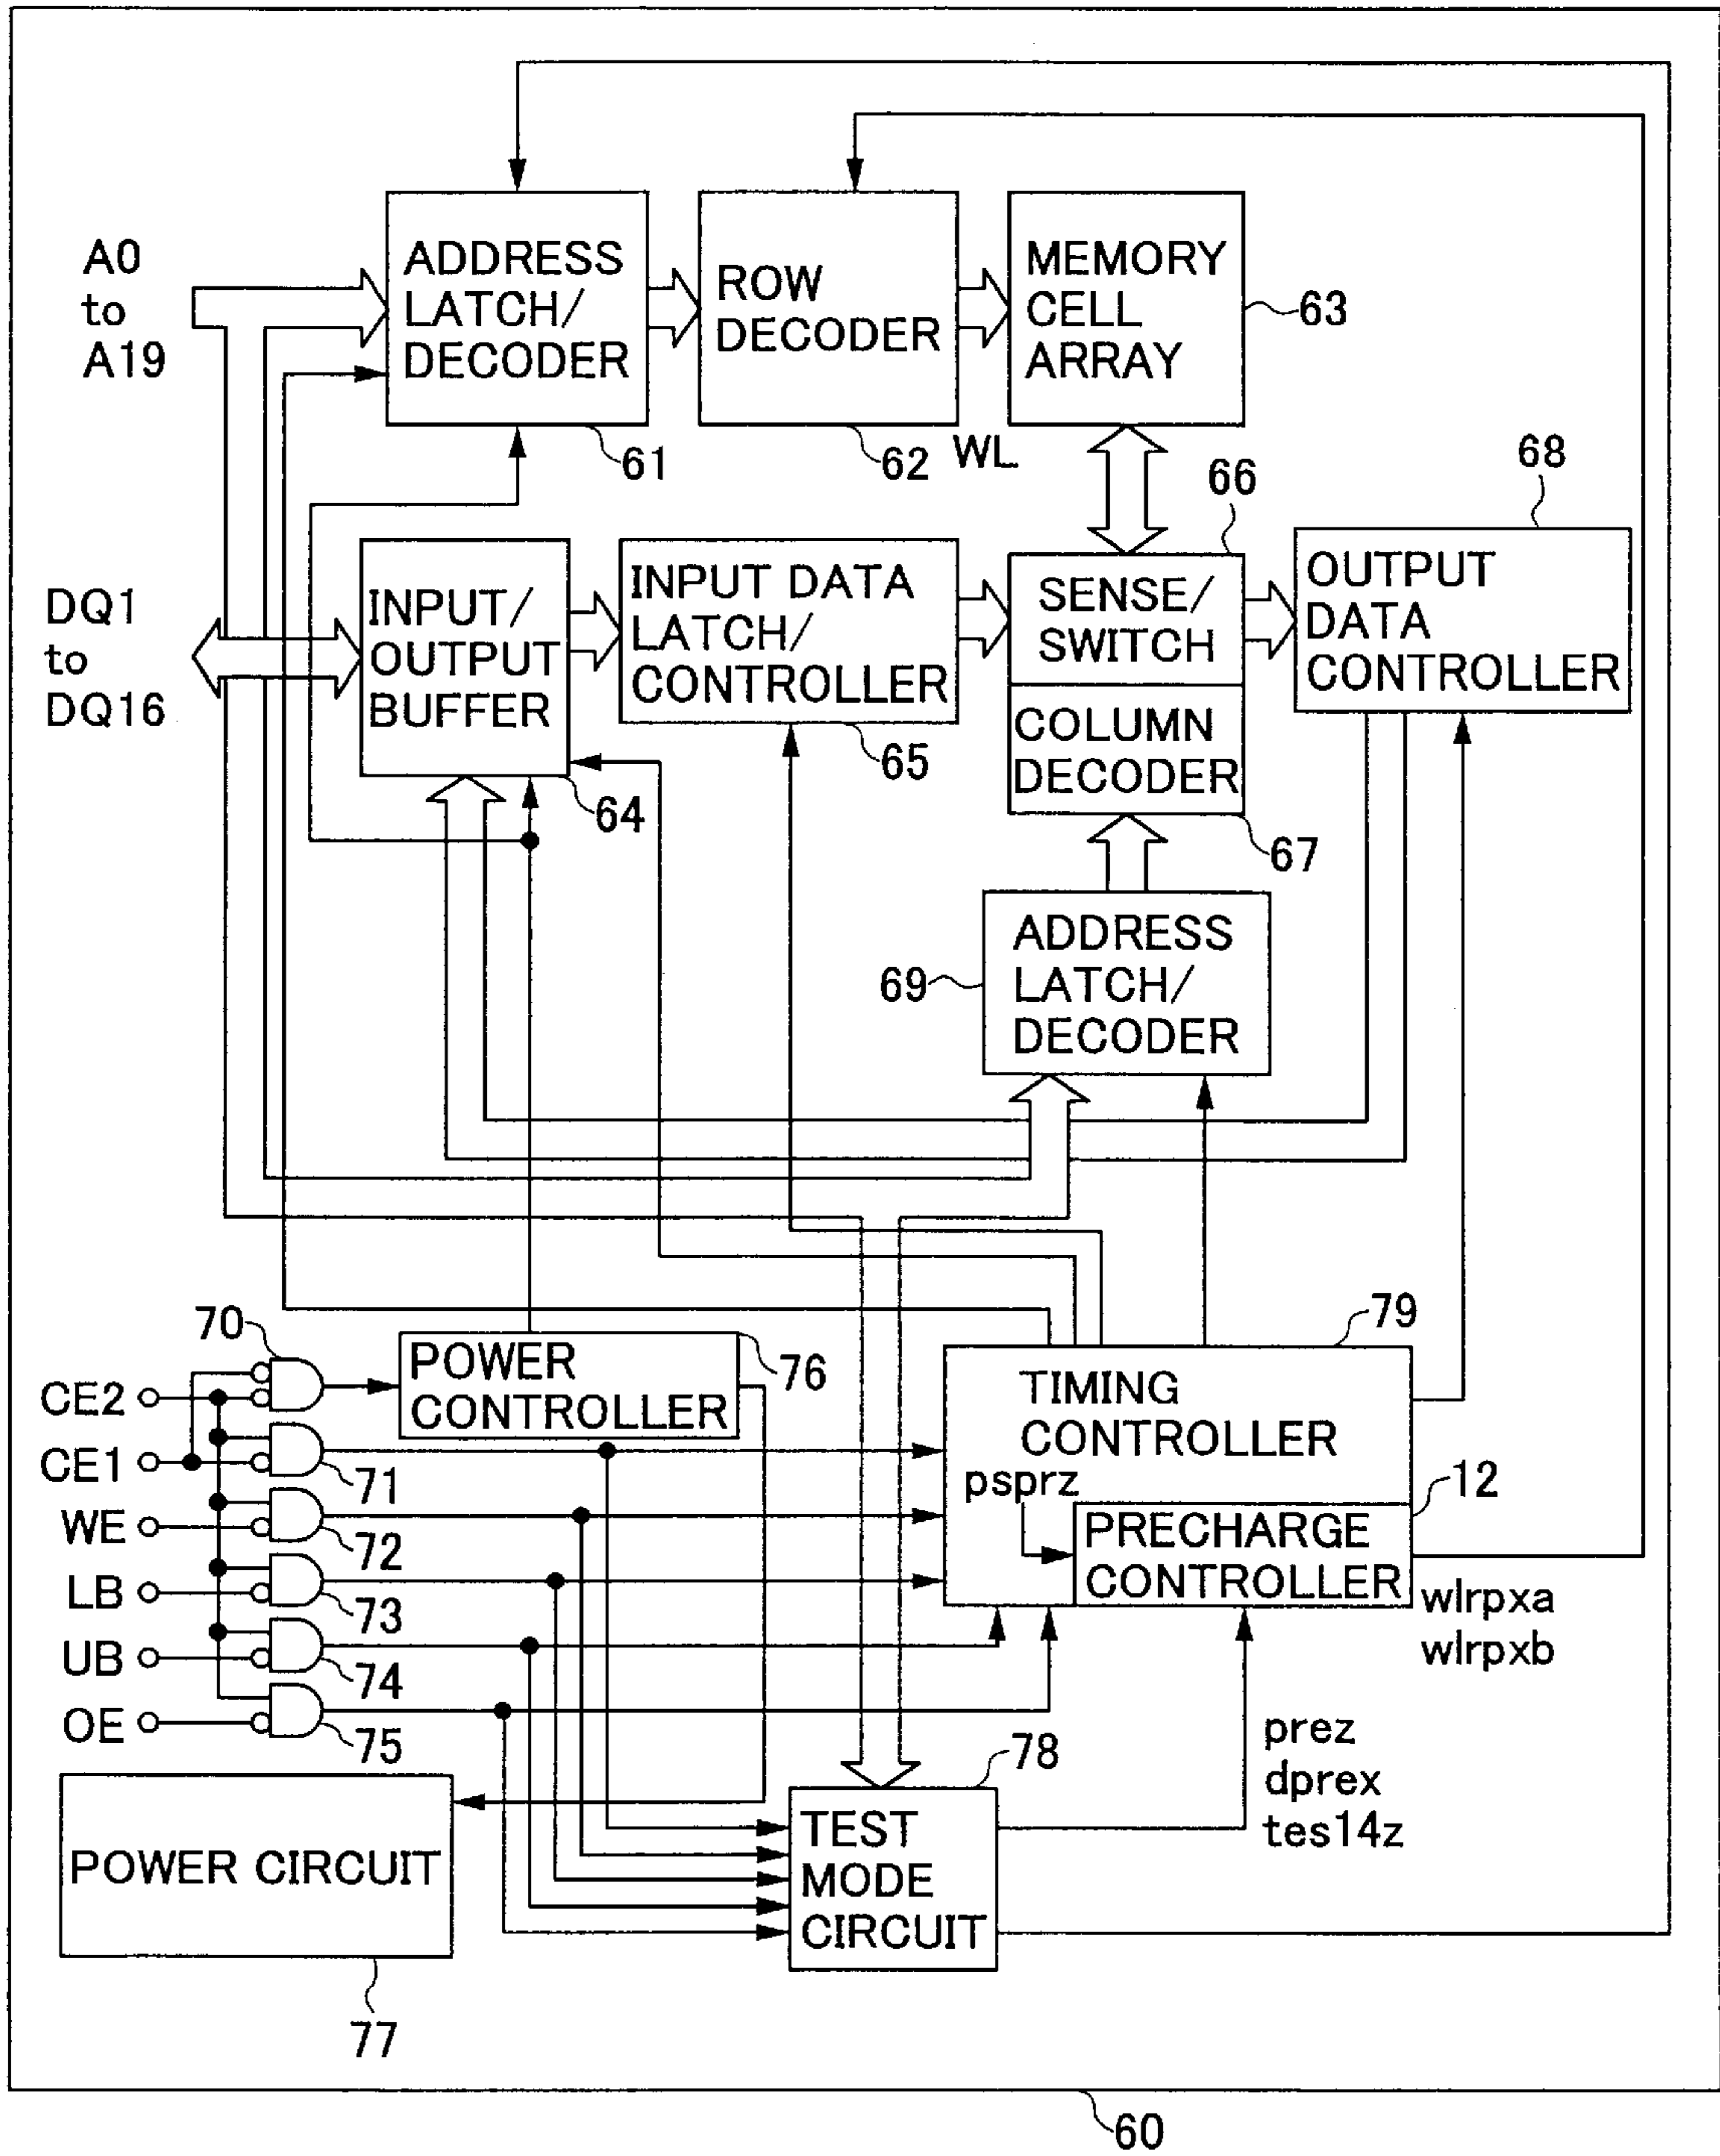 A0
to
A19
ADDRESS
LATCH/
DECODER
61
ROW
DECODER
62
WL
MEMORY
CELL
ARRAY
63
DQ1
to
DQ16
INPUT/
OUTPUT
BUFFER
64
INPUT DATA
LATCH/
CONTROLLER
65
66
SENSE/
SWITCH
COLUMN
DECODER
67
68
OUTPUT
DATA
CONTROLLER
69
ADDRESS
LATCH/
DECODER
70
CE2
CE1
WE
LB
UB
OE
71
72
73
74
75
POWER
CONTROLLER
76
79
TIMING
CONTROLLER
psprz
12
PRECHARGE
CONTROLLER
wlrpxa
wlrpxb
prez
dprex
tes14z
POWER CIRCUIT
77
78
TEST
MODE
CIRCUIT
60